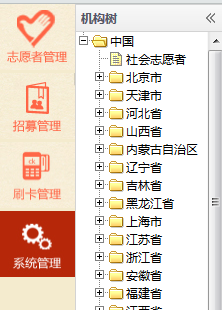 志愿者管理
招募管理
刷卡管理
系统管理
机构树
中国
社会志愿者
北京市
天津市
河北省
山西省
内蒙古自治区
辽宁省
吉林省
黑龙江省
上海市
江苏省
浙江省
安徽省
福建省